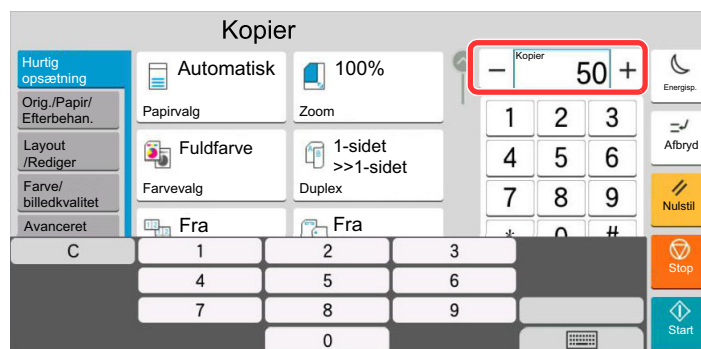 Kopier
Hurtig
opsætning
Orig./Papir/
Efterbehan.
Layout
/Rediger
Farve/
billedkvalitet
Avanceret
Automatisk
Papirvalg
100%
Zoom
Fuldfarve
Farvevalg
1-sidet
>>1-sidet
Duplex
Fra
Fra
Kopier
− 50 +
1 2 3
4 5 6
7 8 9
* 0 #
Energisp.
Afbryd
Nulstil
Stop
Start
C 1 2 3
4 5 6
7 8 9
0